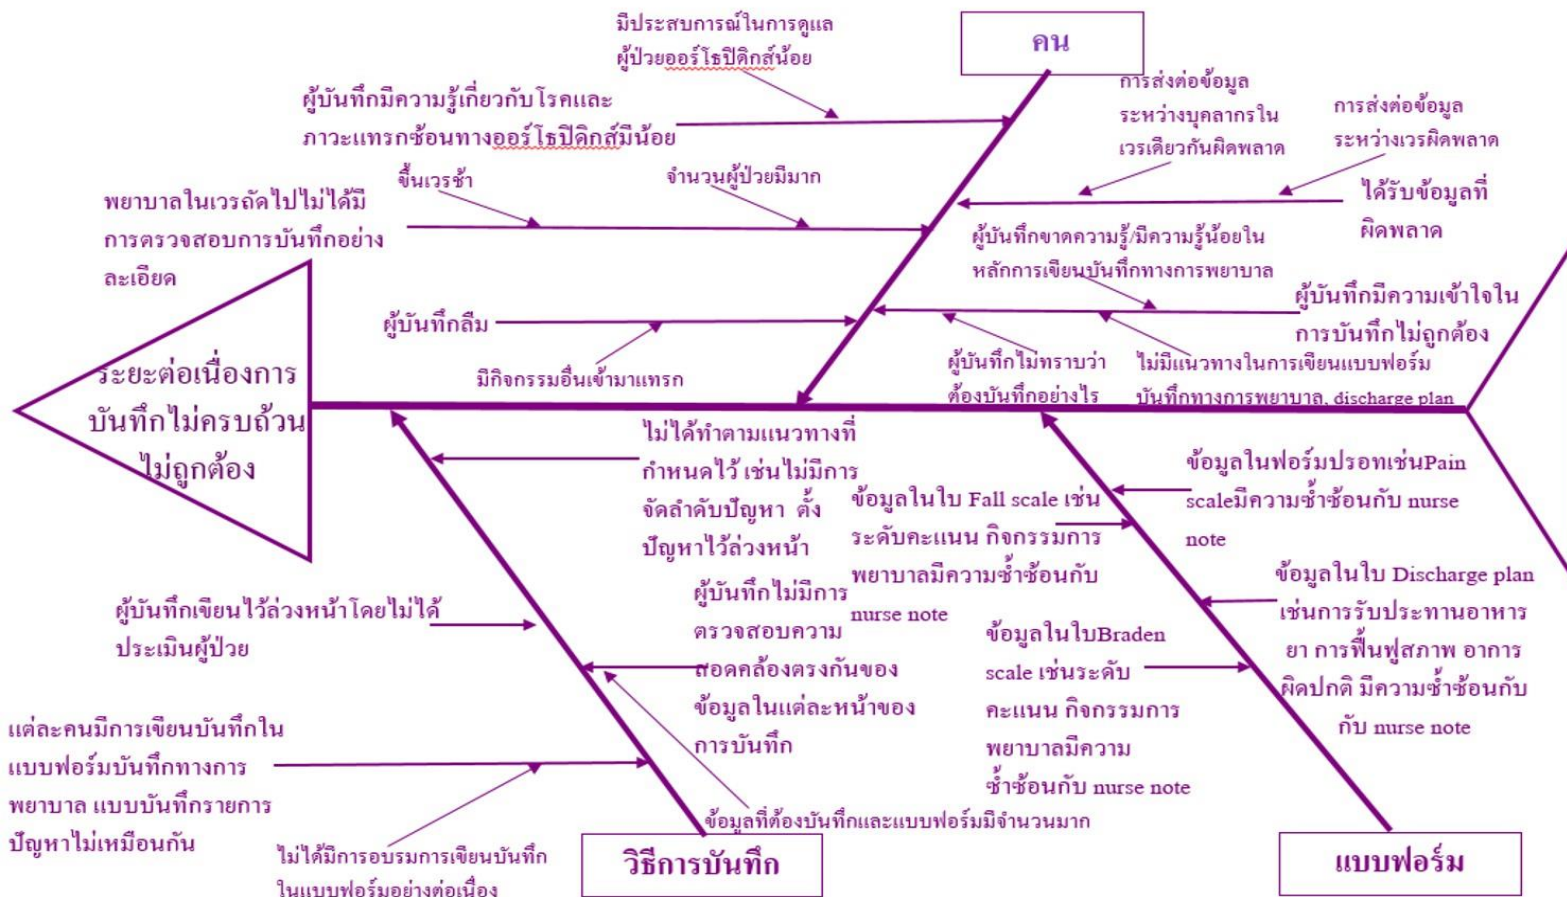 มีประสบการณ์ในการดูแล
ผู้ป่วยออร์โธปิดิกส์น้อย
คน
ผู้บันทึกมีความรู้เกี่ยวกับโรคและ
ภาวะแทรกซ้อนทางออร์โธปิดิกส์มีน้อย
การส่งต่อข้อมูล
ระหว่างบุคลากรใน
เวรเดียวกันผิดพลาด
การส่งต่อข้อมูล
ระหว่างเวรผิดพลาด
ขึ้นเวรช้า
จำนวนผู้ป่วยมีมาก
พยาบาลในเวรถัดไปไม่ได้มี
การตรวจสอบการบันทึกอย่าง
ละเอียด
ได้รับข้อมูลที่
ผิดพลาด
ผู้บันทึกขาดความรู้/มีความรู้น้อยใน
หลักการเขียนบันทึกทางการพยาบาล
ผู้บันทึกมีความเข้าใจใน
การบันทึกไม่ถูกต้อง
ผู้บันทึกลืม
มีกิจกรรมอื่นเข้ามาแทรก
ผู้บันทึกไม่ทราบว่า
ต้องบันทึกอย่างไร
ไม่มีแนวทางในการเขียนแบบฟอร์ม
บันทึกทางการพยาบาล, discharge plan
ระยะต่อเนื่องการ
บันทึกไม่ครบถ้วน
ไม่ถูกต้อง
ไม่ได้ทำตามแนวทางที่
กำหนดไว้ เช่นไม่มีการ
จัดลำดับปัญหา ตั้ง
ปัญหาไว้ล่วงหน้า
ข้อมูลในใบ Fall scale เช่น
ระดับคะแนน กิจกรรมการ
พยาบาลมีความซ้ำซ้อนกับ
nurse note
ข้อมูลในฟอร์มปรอทเช่นPain
scaleมีความซ้ำซ้อนกับ nurse
note
ข้อมูลในใบ Discharge plan
เช่นการรับประทานอาหาร
ยา การฟื้นฟูสภาพ อาการ
ผิดปกติ มีความซ้ำซ้อนกับ
กับ nurse note
ผู้บันทึกเขียนไว้ล่วงหน้าโดยไม่ได้
ประเมินผู้ป่วย
ผู้บันทึกไม่มีการ
ตรวจสอบความ
สอดคล้องตรงกันของ
ข้อมูลในแต่ละหน้าของ
การบันทึก
ข้อมูลในใบBraden
scale เช่นระดับ
คะแนน กิจกรรมการ
พยาบาลมีความ
ซ้ำซ้อนกับ nurse note
แต่ละคนมีการเขียนบันทึกใน
แบบฟอร์มบันทึกทางการ
พยาบาล แบบบันทึกรายการ
ปัญหาไม่เหมือนกัน
ข้อมูลที่ต้องบันทึกและแบบฟอร์มมีจำนวนมาก
ไม่ได้มีการอบรมการเขียนบันทึก
ในแบบฟอร์มอย่างต่อเนื่อง
วิธีการบันทึก
แบบฟอร์ม